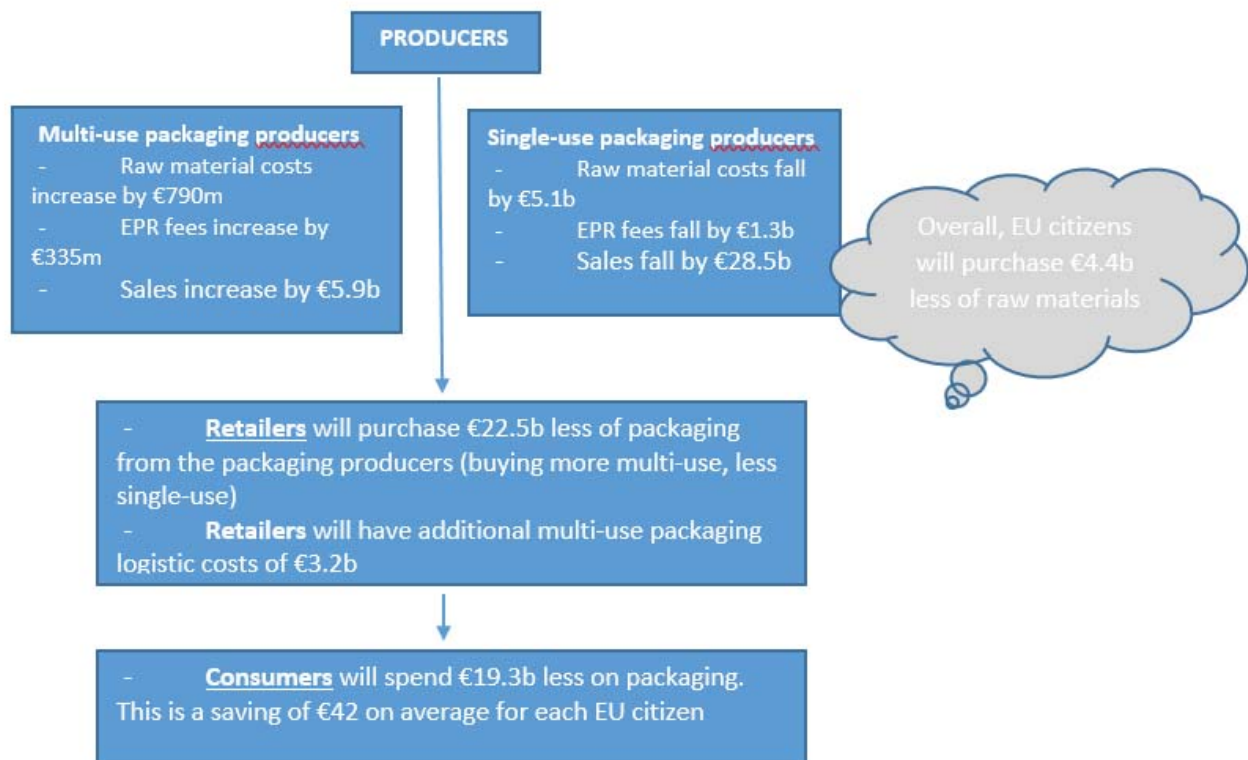 PRODUCERS
Multi-use packaging producers
- Raw material costs
increase by €790m
- EPR fees increase by
€335m
- Sales increase by €5.9b
Single-use packaging producers
- Raw material costs fall
by €5.1b
- EPR fees fall by €1.3b
- Sales fall by €28.5b
Overall, EU citizens
will purchase €4.4b
less of raw materials
- Retailers will purchase €22.5b less of packaging
from the packaging producers (buying more multi-use, less
single-use)
- Retailers will have additional multi-use packaging
logistic costs of €3.2b
- Consumers will spend €19.3b less on packaging.
This is a saving of €42 on average for each EU citizen